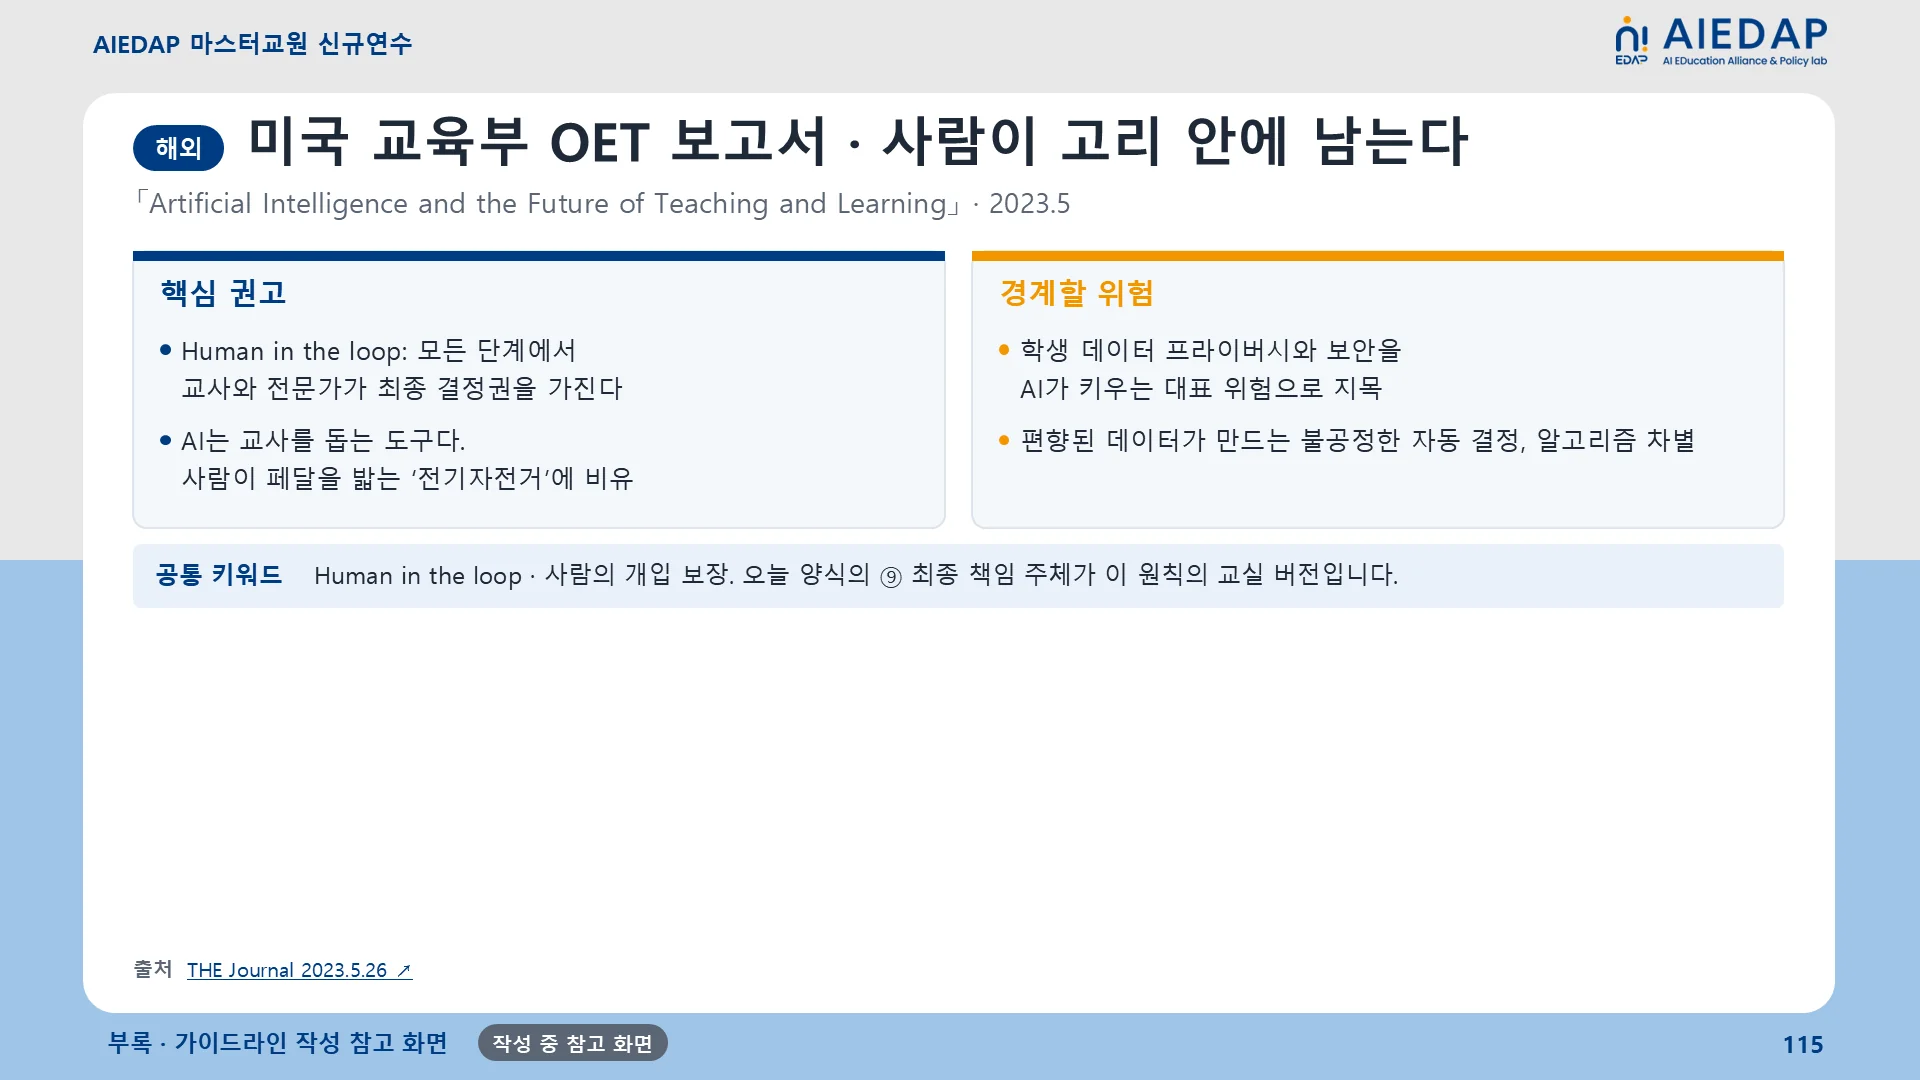 AIEDAP 마스터교원 신규연수
AIEDAP
EDAP
AI EDucation Alliance & Policy lab
해외
미국 교육부 OET 보고서 · 사람이 고리 안에 남는다
「Artificial Intelligence and the Future of Teaching and Learning」 · 2023.5
핵심 권고
• Human in the loop: 모든 단계에서
교사와 전문가가 최종 결정권을 가진다
• AI는 교사를 돕는 도구다.
사람이 페달을 밟는 ‘전기자전거’에 비유
경계할 위험
• 학생 데이터 프라이버시와 보안을
AI가 키우는 대표 위험으로 지목
• 편향된 데이터가 만드는 불공정한 자동 결정, 알고리즘 차별
공통 키워드 Human in the loop · 사람의 개입 보장. 오늘 양식의 ⑨ 최종 책임 주체가 이 원칙의 교실 버전입니다.
출처 THE Journal 2023.5.26 ↗
부록 · 가이드라인 작성 참고 화면
작성 중 참고 화면
115